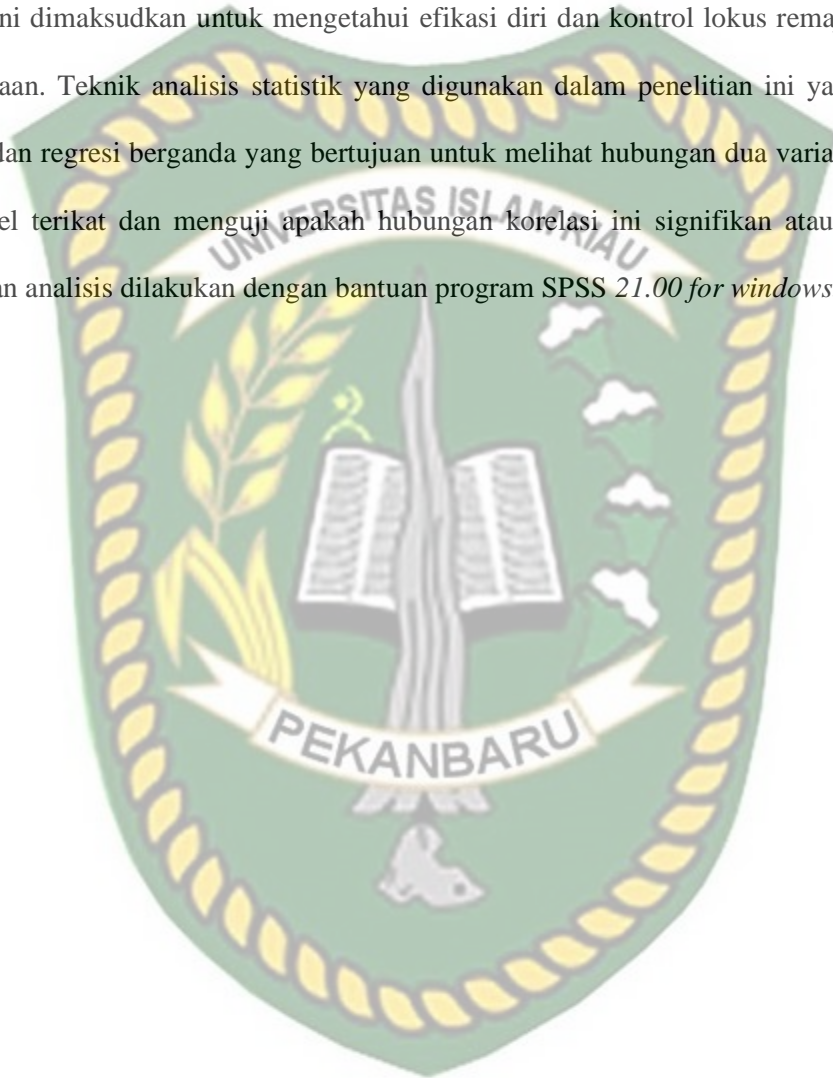 ni dimaksudkan untuk mengetahui efikasi diri dan kontrol lokus rema
aan. Teknik analisis statistik yang digunakan dalam penelitian ini ya
dan regresi berganda yang bertujuan untuk melihat hubungan dua varia
el terikat dan menguji apakah hubungan korelasi ini signifikan atau
an analisis dilakukan dengan bantuan program SPSS 21.00 for windows
UNIVERSITAS ISLAM RIAU
PEKANBARU